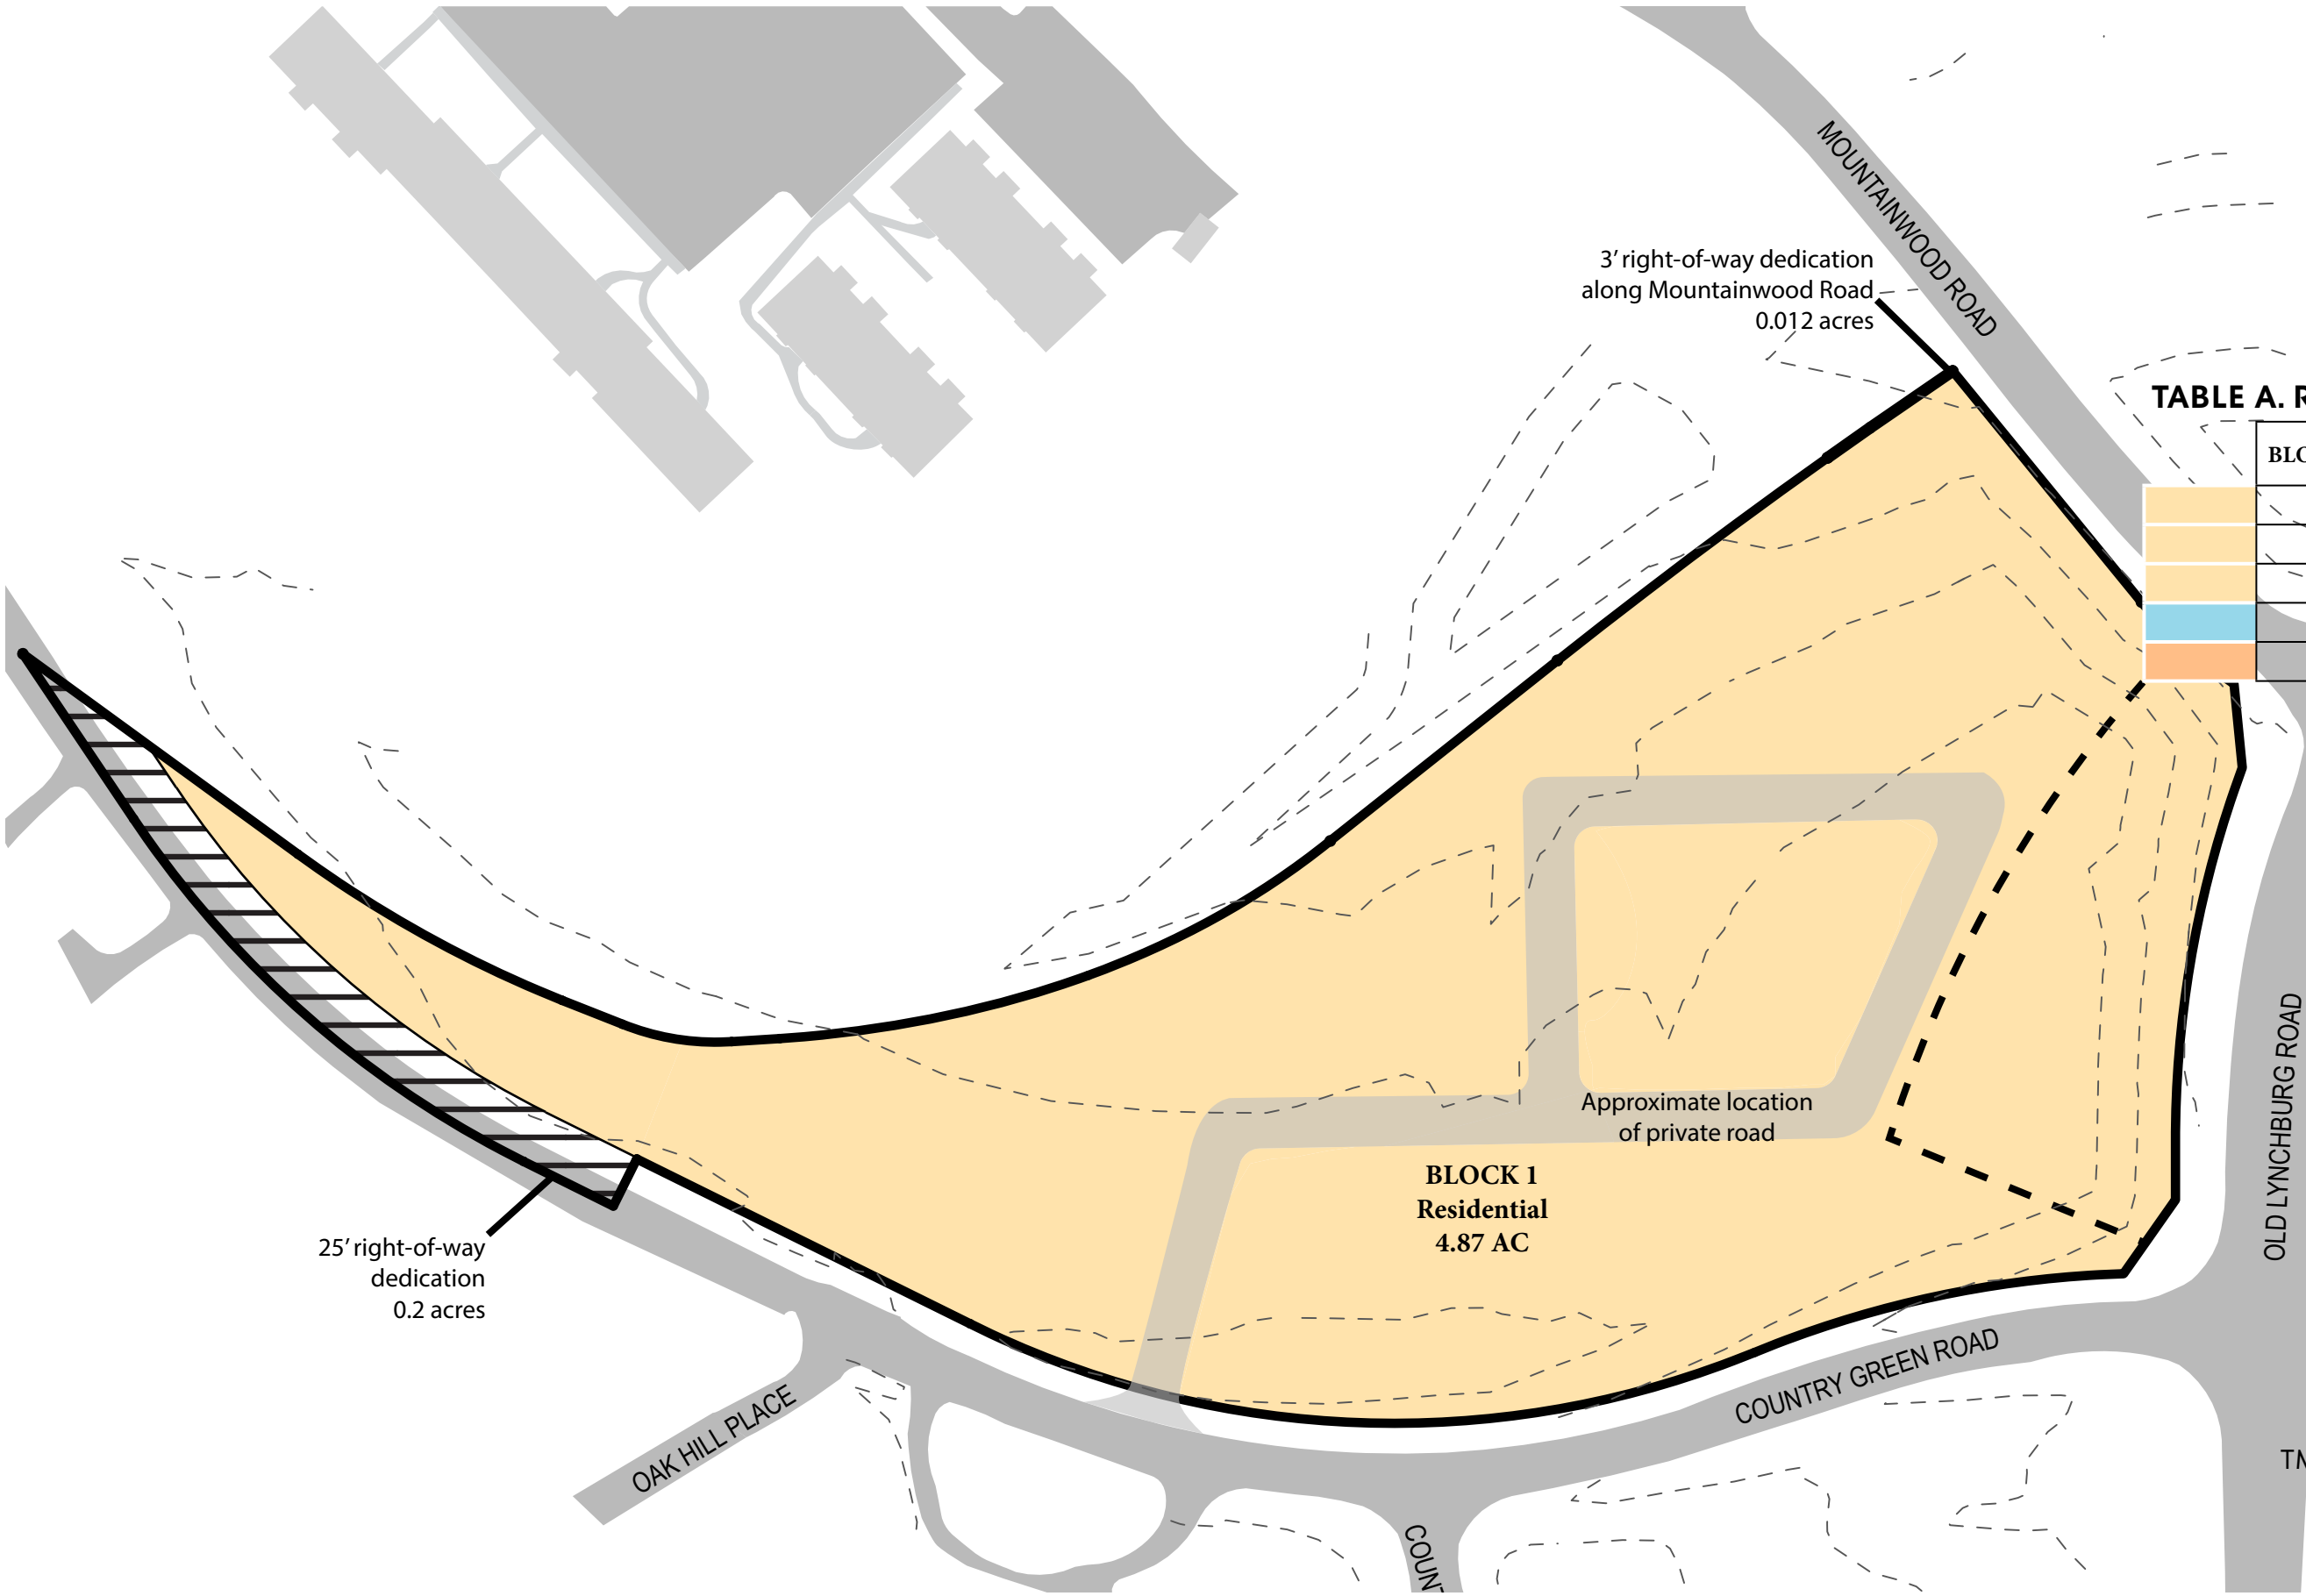 MOUNTAINWOOD ROAD
3' right-of-way dedication
along Mountainwood Road
0.012 acres
TABLE A. R
BLO
Approximate location
of private road
BLOCK 1
Residential
4.87 AC
25' right-of-way
dedication
0.2 acres
OLD LYNCHBURG ROAD
COUNTRY GREEN ROAD
OAK HILL PLACE
COUNT